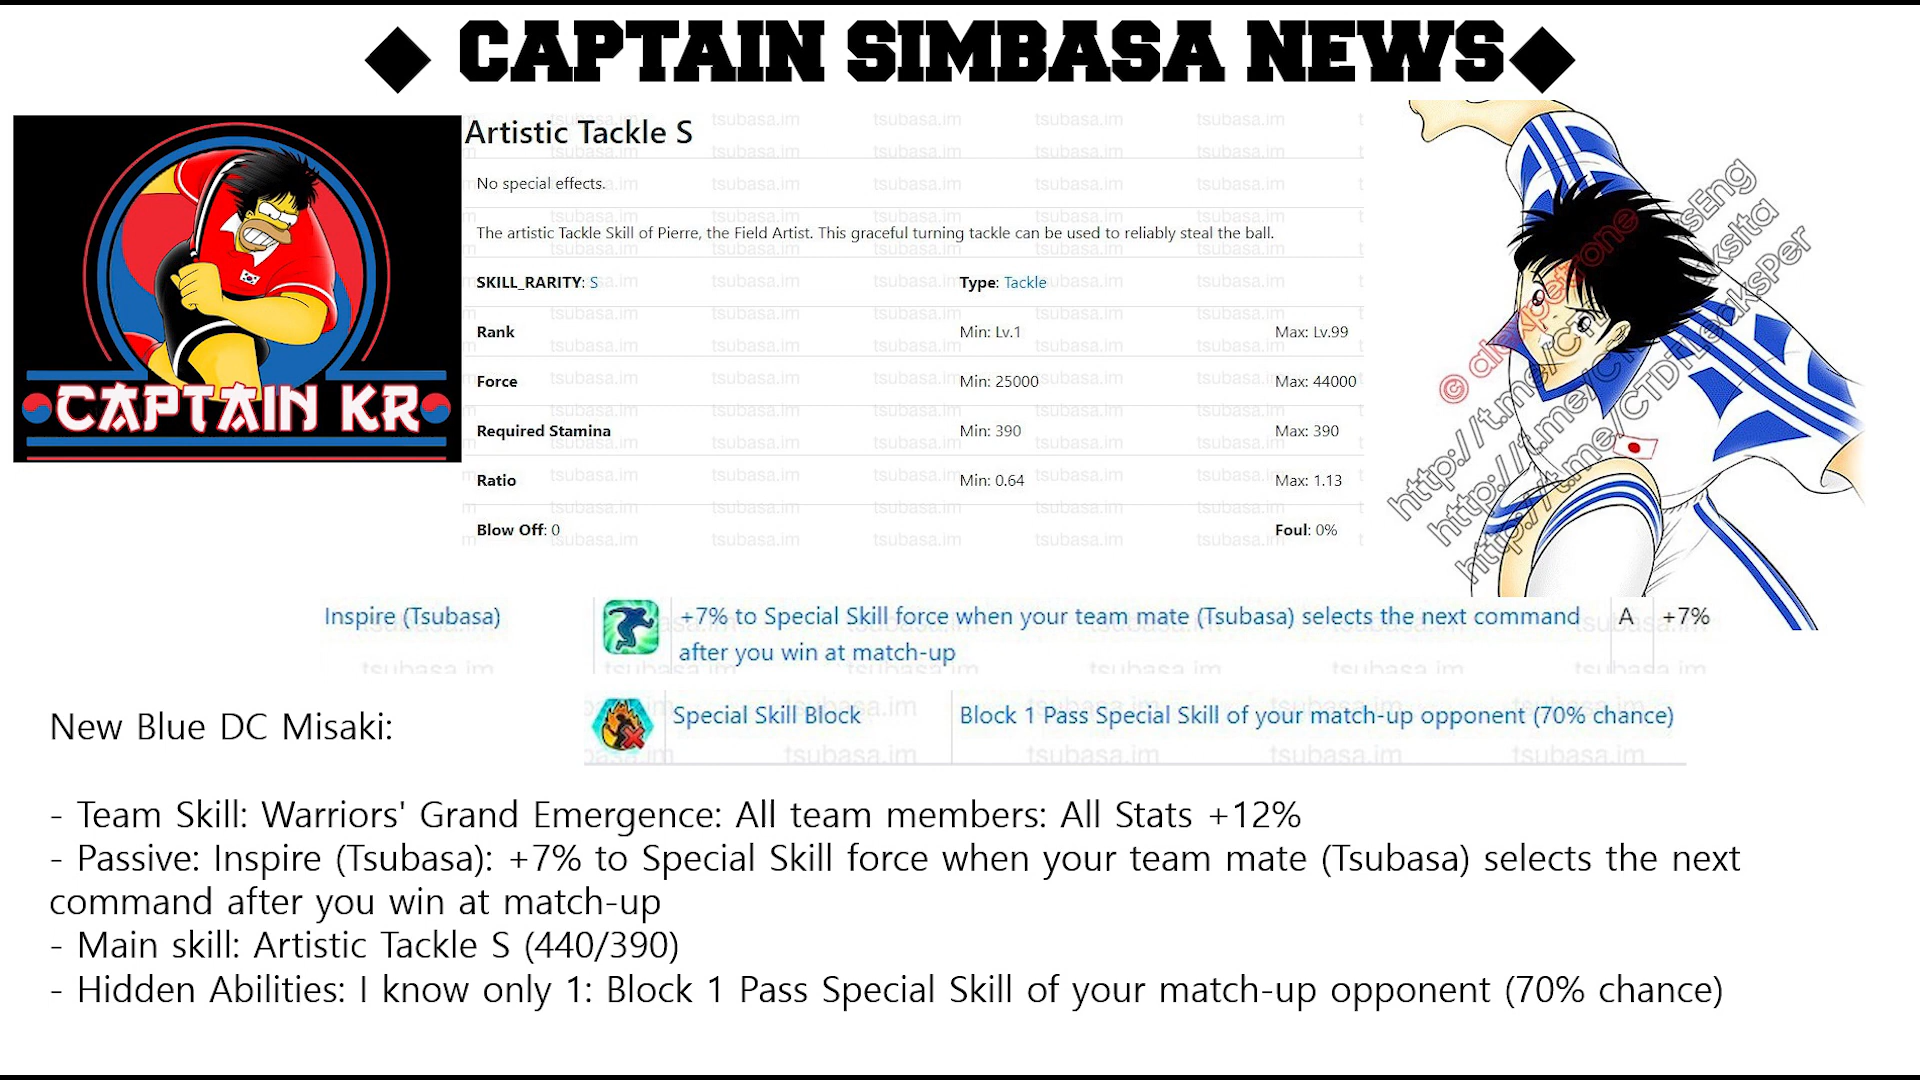 ◆ CAPTAIN SIMBASA NEWS◆
CAPTAIN KR
Artistic Tackle S
No special effects.
The artistic Tackle Skill of Pierre, the Field Artist. This graceful turning tackle can be used to reliably steal the ball.
SKILL_RARITY: S Type: Tackle
Rank Min: Lv.1 Max: Lv.99
Force Min: 25000 Max: 44000
Required Stamina Min: 390 Max: 390
Ratio Min: 0.64 Max: 1.13
Blow Off: 0 Foul: 0%
tsubasa.im
Inspire (Tsubasa) +7% to Special Skill force when your team mate (Tsubasa) selects the next command A +7%
after you win at match-up
Special Skill Block Block 1 Pass Special Skill of your match-up opponent (70% chance)
New Blue DC Misaki:
- Team Skill: Warriors' Grand Emergence: All team members: All Stats +12%
- Passive: Inspire (Tsubasa): +7% to Special Skill force when your team mate (Tsubasa) selects the next
command after you win at match-up
- Main skill: Artistic Tackle S (440/390)
- Hidden Abilities: I know only 1: Block 1 Pass Special Skill of your match-up opponent (70% chance)